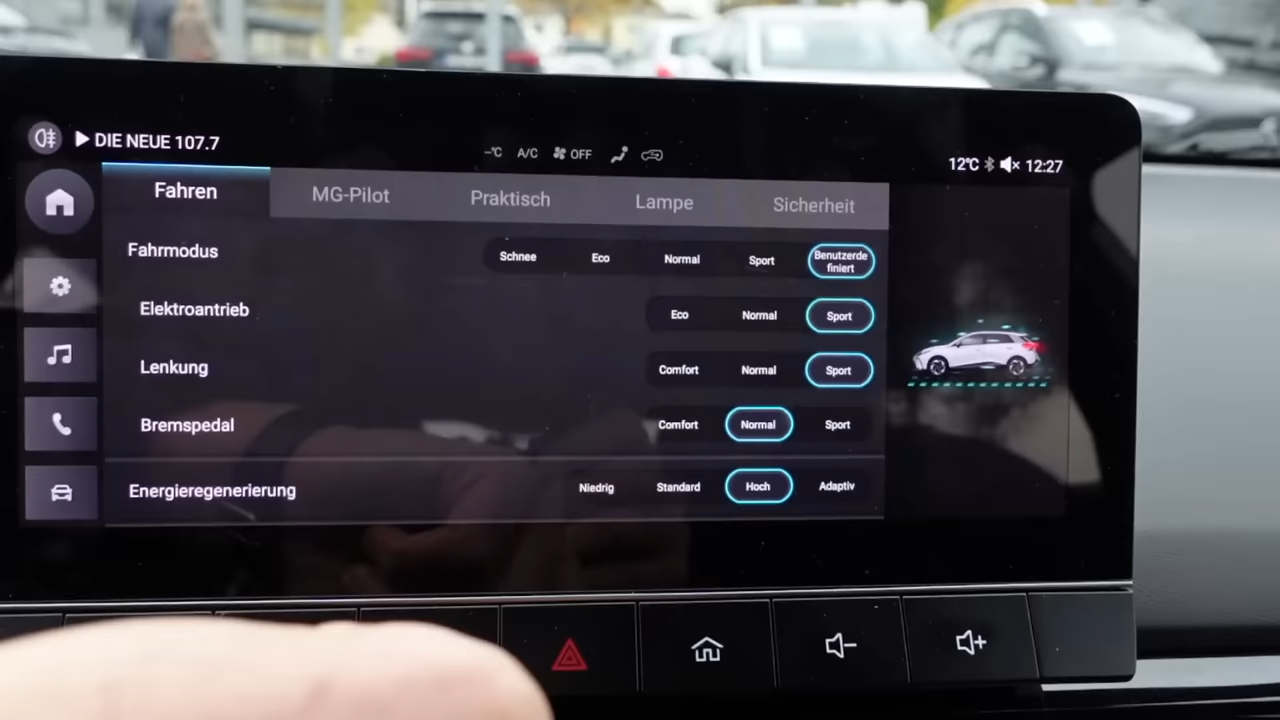 DIE NEUE 107.7
--°C A/C OFF
12°C 12:27
Fahren MG-Pilot Praktisch Lampe Sicherheit
Fahrmodus Schnee Eco Normal Sport Benutzerde
finiert
Elektroantrieb Eco Normal Sport
Lenkung Comfort Normal Sport
Bremspedal Comfort Normal Sport
Energieregenerierung Niedrig Standard Hoch Adaptiv